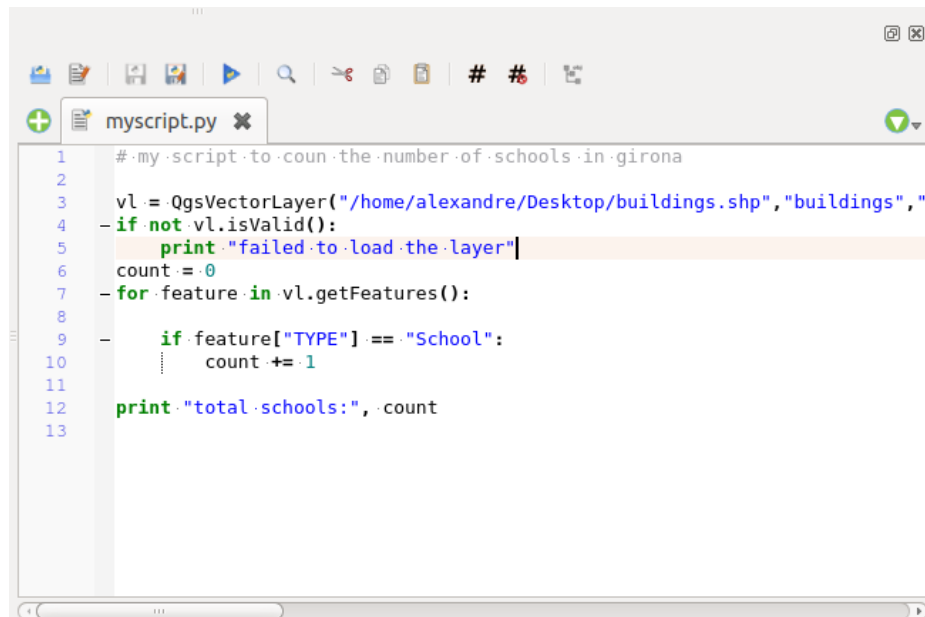 myscript.py
1 # my script to coun the number of schools in girona
2
3 vl = QgsVectorLayer("/home/alexandre/Desktop/buildings.shp","buildings","
4 if not vl.isValid():
5     print "failed to load the layer"
6 count = 0
7 for feature in vl.getFeatures():
8
9     if feature["TYPE"] == "School":
10         count += 1
11
12 print "total schools:", count
13